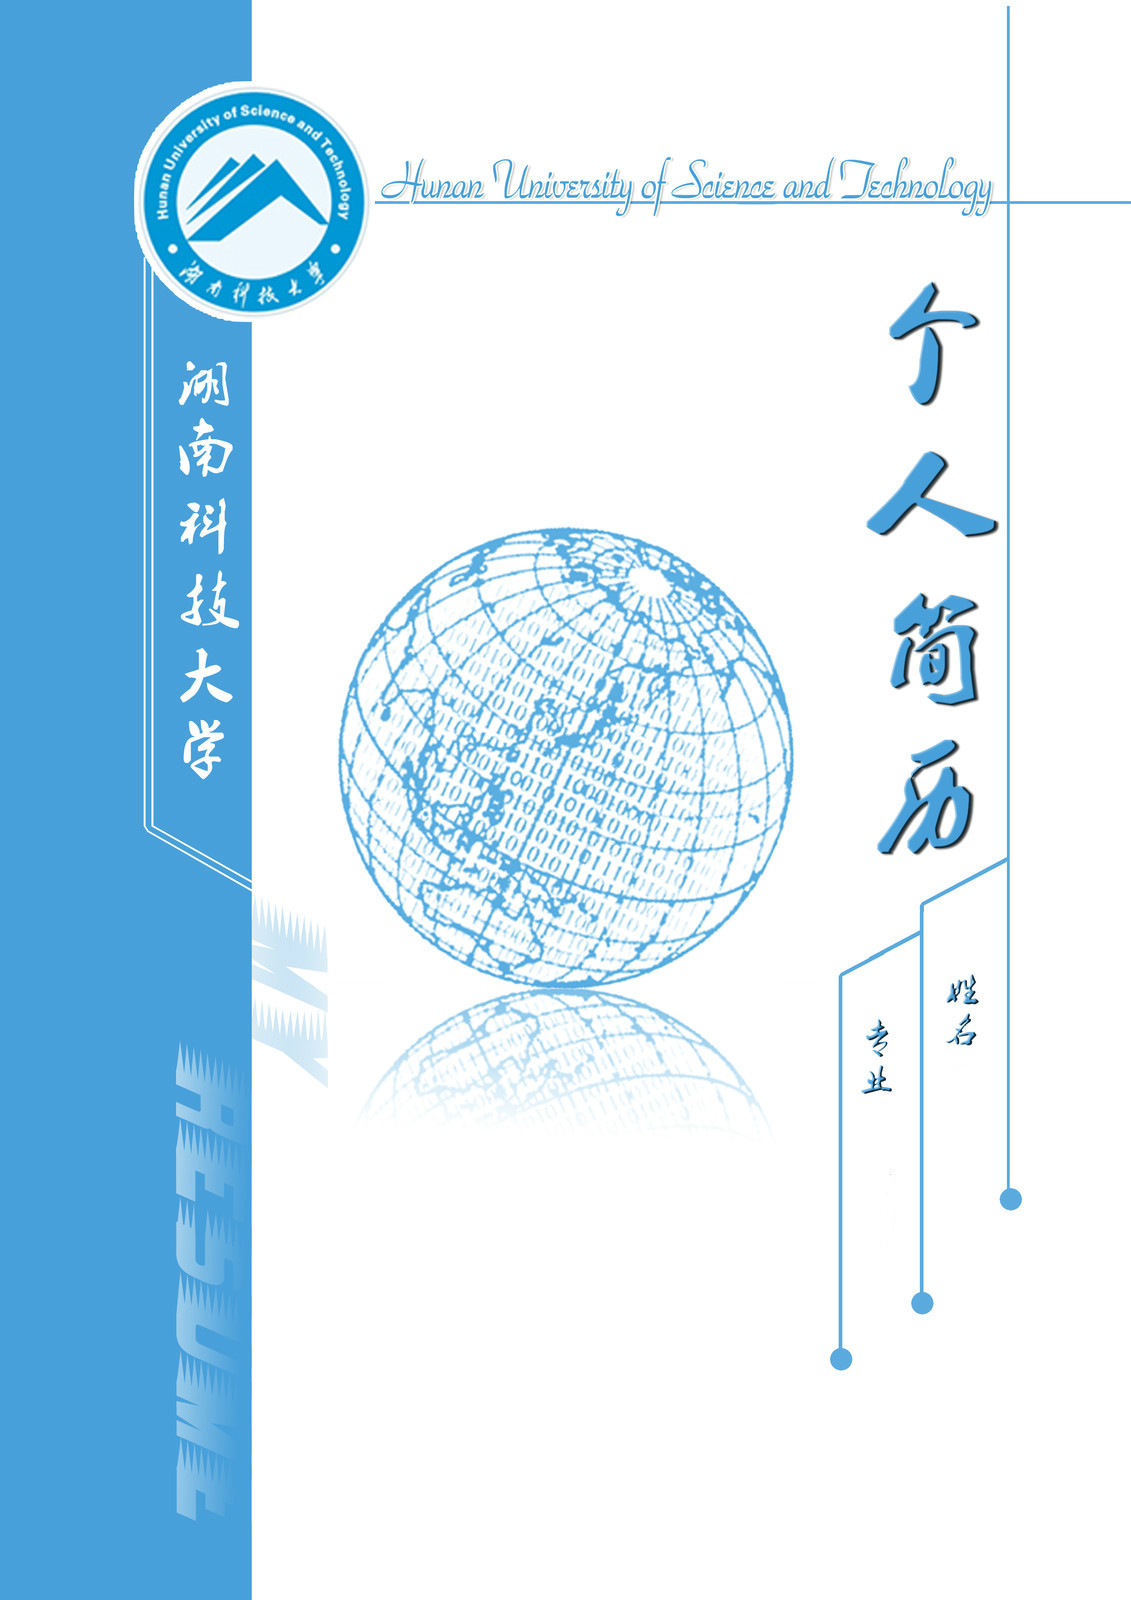 Hunan University of Science and Technology
湖南科技大学
Hunan University of Science and Technology
湖南科技大学
个人简历
姓名
专业
MY
RESUME